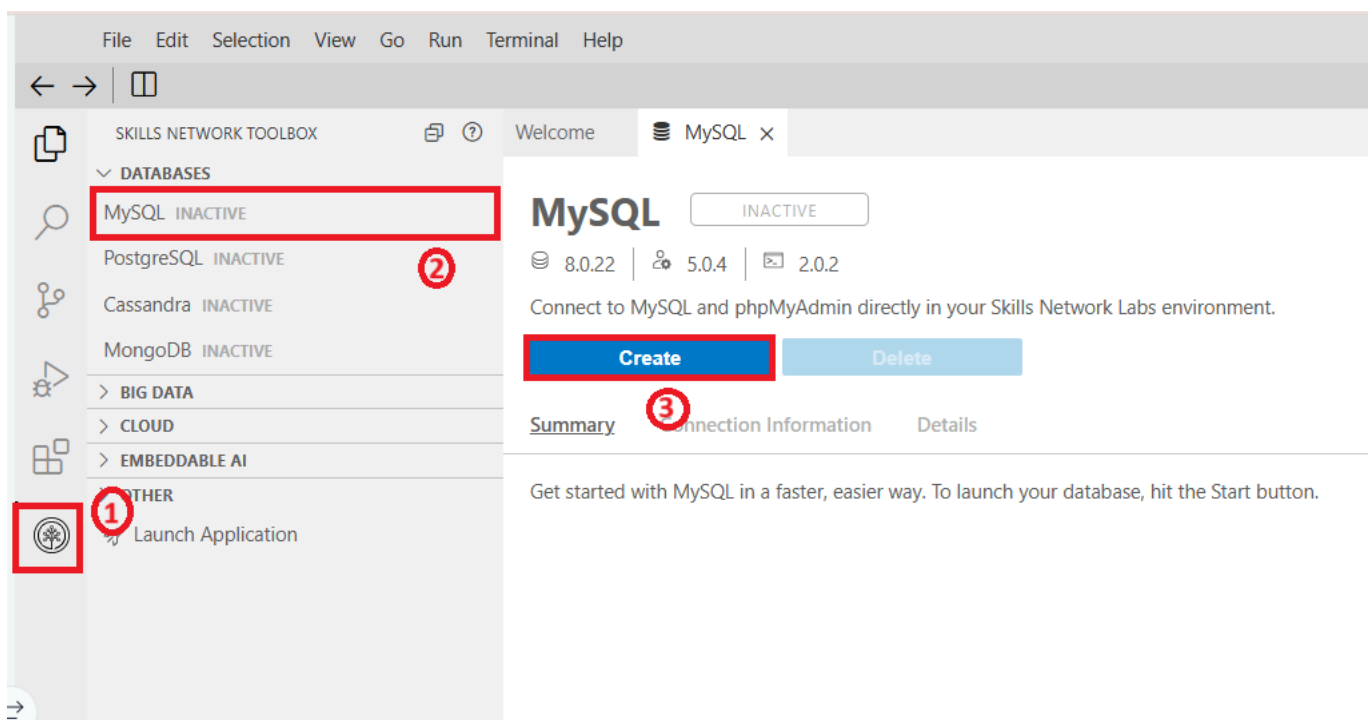 File Edit Selection View Go Run Terminal Help
SKILLS NETWORK TOOLBOX
DATABASES
MySQL INACTIVE
2
PostgreSQL INACTIVE
Cassandra INACTIVE
MongoDB INACTIVE
BIG DATA
CLOUD
EMBEDDABLE AI
OTHER
1
Launch Application
Welcome MySQL
MySQL INACTIVE
8.0.22 5.0.4 2.0.2
Connect to MySQL and phpMyAdmin directly in your Skills Network Labs environment.
Create Delete
3
Summary Connection Information Details
Get started with MySQL in a faster, easier way. To launch your database, hit the Start button.